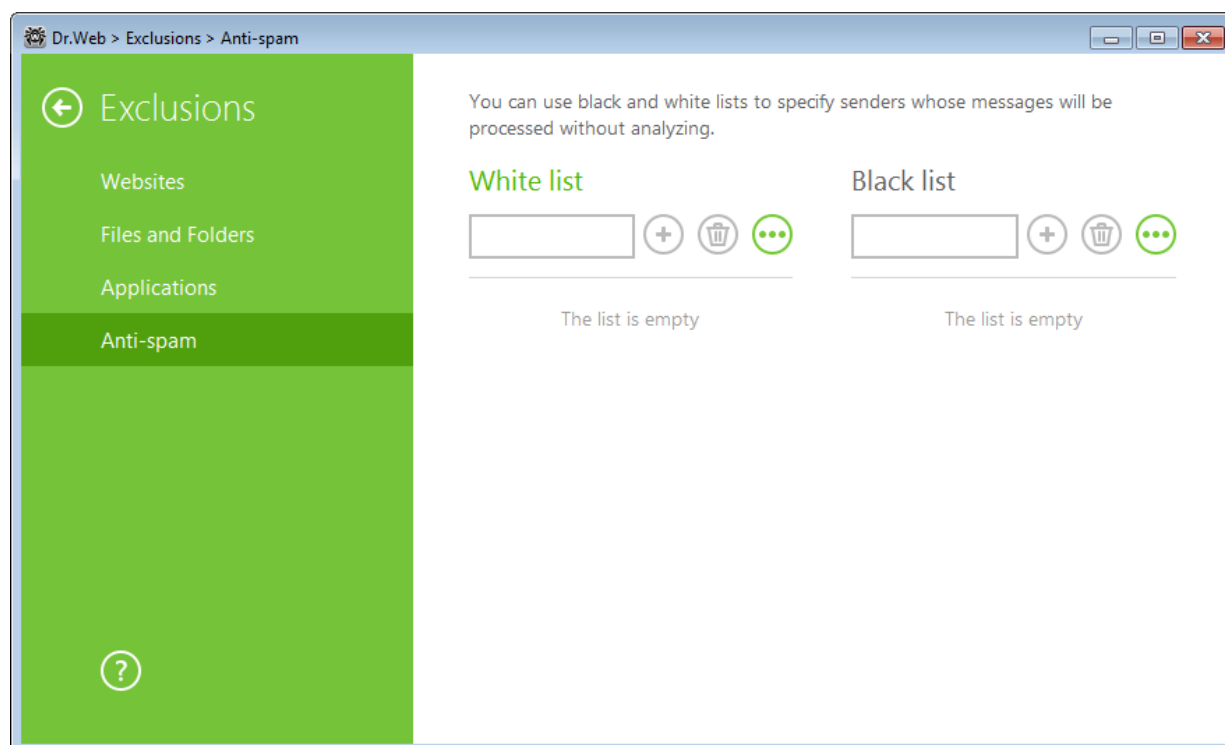 Dr.Web > Exclusions > Anti-spam
Exclusions
Websites
Files and Folders
Applications
Anti-spam
?
You can use black and white lists to specify senders whose messages will be
processed without analyzing.
White list
The list is empty
Black list
The list is empty